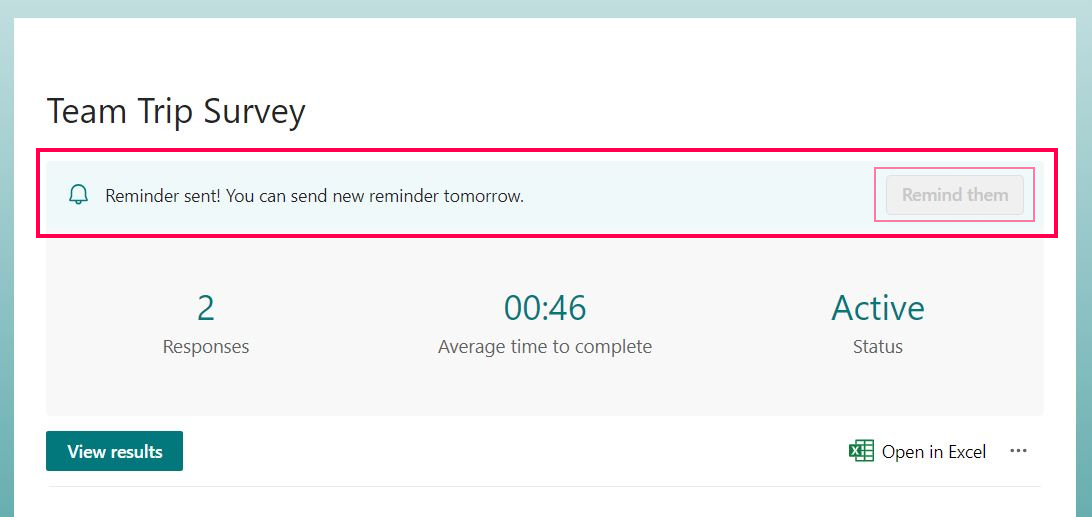 Team Trip Survey
Reminder sent! You can send new reminder tomorrow.
Remind them
2
Responses
00:46
Average time to complete
Active
Status
View results
Open in Excel